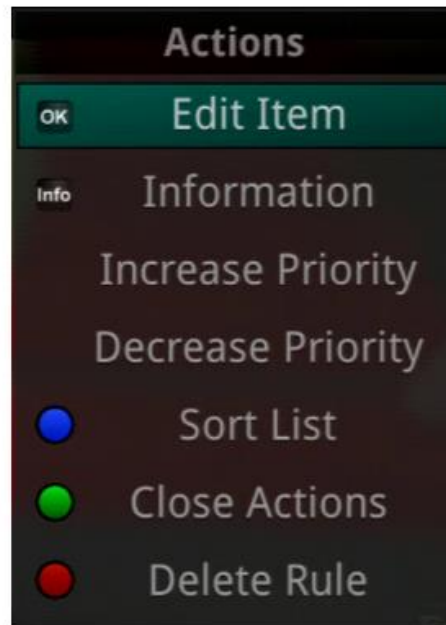 Actions
OK Edit Item
Info Information
Increase Priority
Decrease Priority
Sort List
Close Actions
Delete Rule